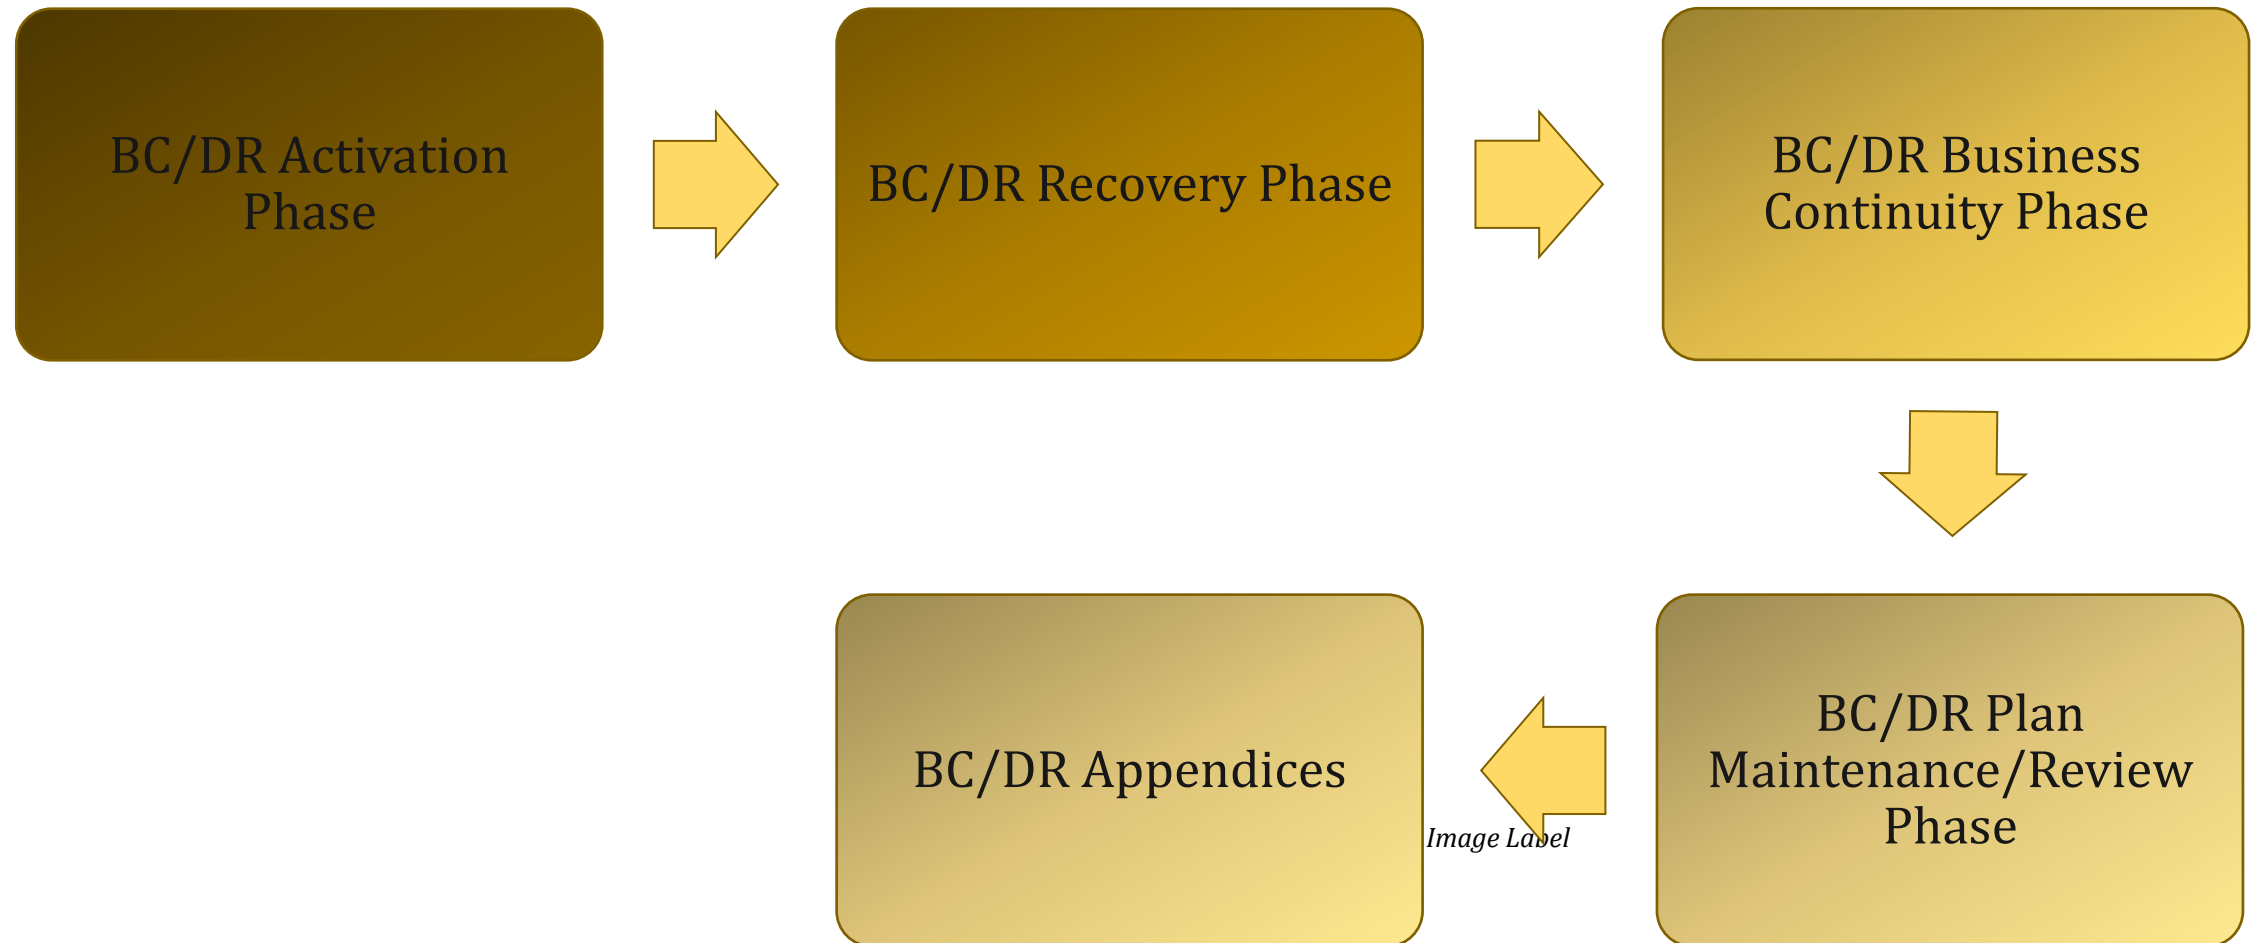 BC/DR Activation
Phase
BC/DR Recovery Phase
BC/DR Business
Continuity Phase
BC/DR Plan
Maintenance/Review
Phase
BC/DR Appendices
Image Label